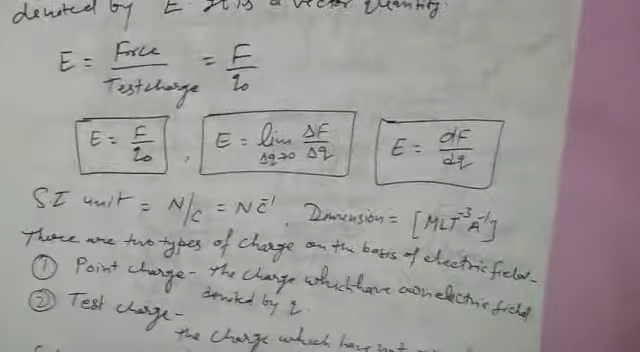 denoted by E. It is a vector quantity.
E = Force / Test charge = F / q₀
E = F / q₀ , E = lim Δq→0 ΔF / Δq E = dF / dq
SI unit = N/C = NC⁻¹, Dimension = [MLT⁻³A⁻¹]
There are two types of charge on the basis of electric field-
① Point charge - The charge which have own electric field
denoted by q.
② Test charge -
the charge which have not